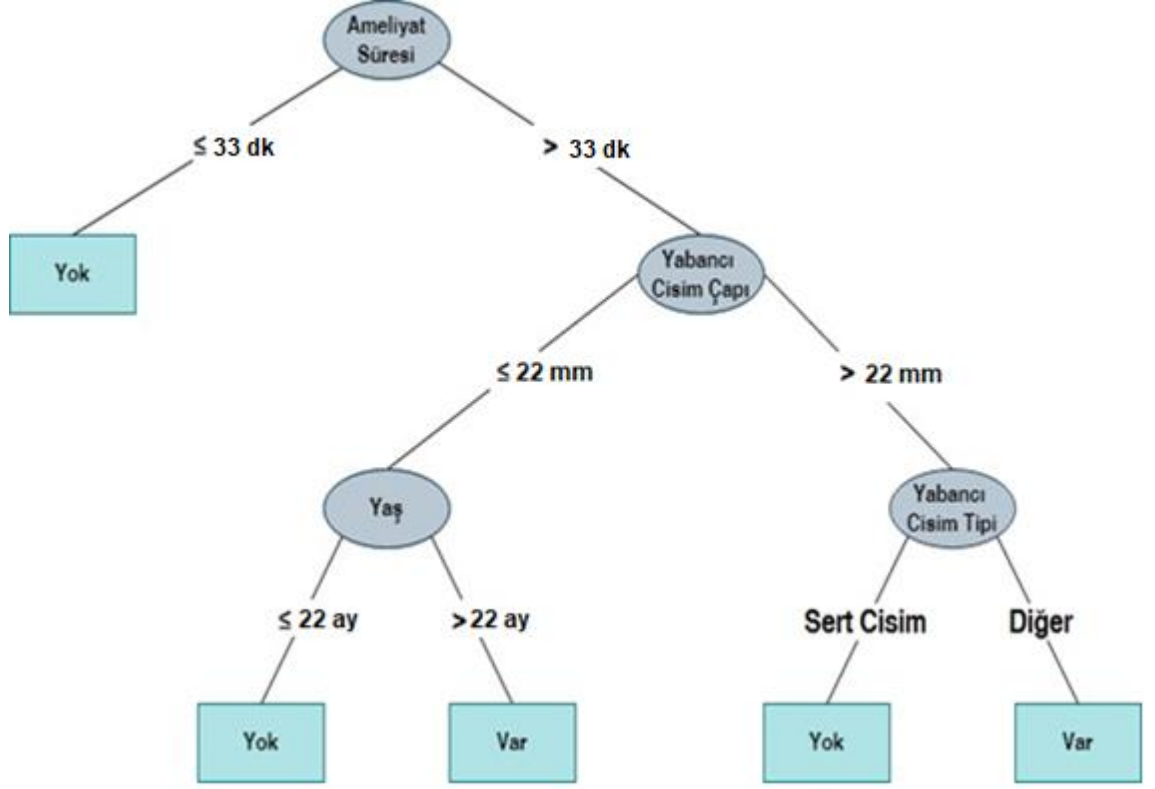 Ameliyat
Süresi
≤ 33 dk
> 33 dk
Yok
Yabancı
Cisim Çapı
≤ 22 mm
> 22 mm
Yaş
Yabancı
Cisim Tipi
≤ 22 ay
>22 ay
Sert Cisim
Diğer
Yok
Var
Yok
Var